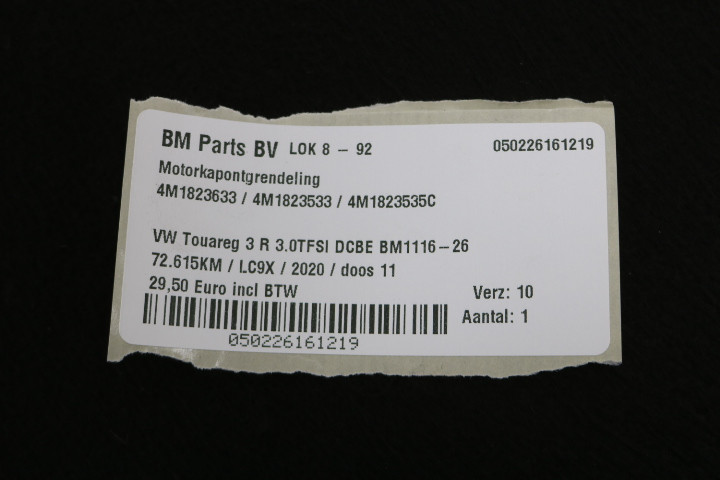 BM Parts BV LOK 8 - 92 050226161219
Motorkapontgrendeling
4M1823633 / 4M1823533 / 4M1823535C
VW Touareg 3 R 3.0TFSI DCBE BM1116-26
72.615KM / LC9X / 2020 / doos 11
29,50 Euro incl BTW Verz: 10
Aantal: 1
050226161219